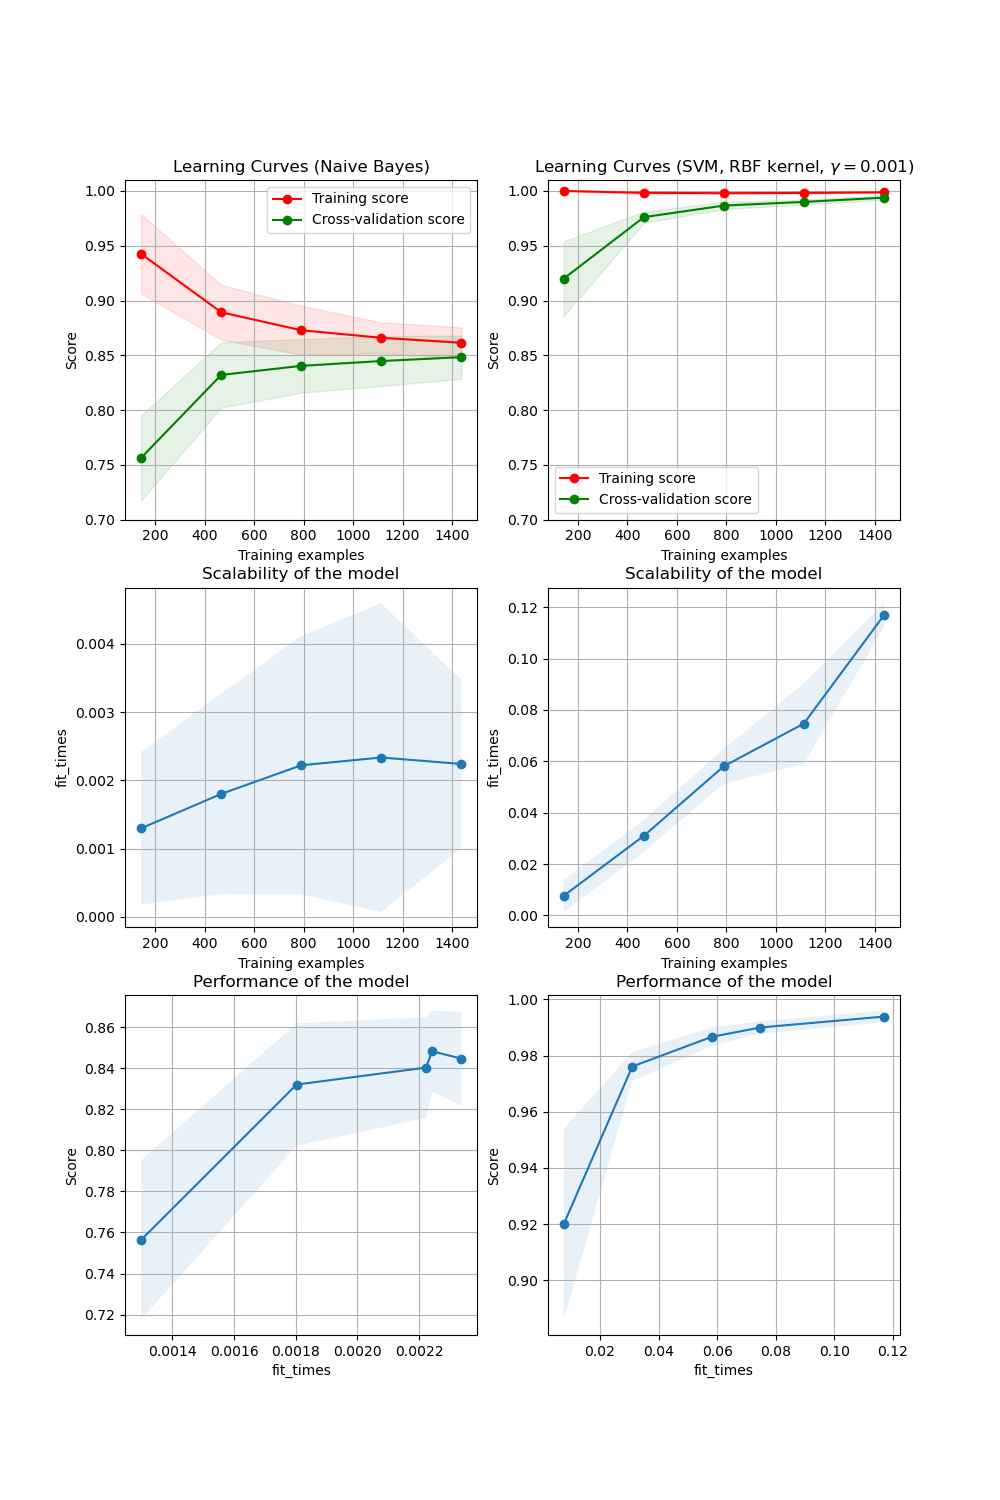 Learning Curves (Naive Bayes)
1.00
0.95
0.90
0.85
0.80
0.75
0.70
Score
Training score
Cross-validation score
200 400 600 800 1000 1200 1400
Training examples
Learning Curves (SVM, RBF kernel, γ = 0.001)
1.00
0.95
0.90
0.85
0.80
0.75
0.70
Score
Training score
Cross-validation score
200 400 600 800 1000 1200 1400
Training examples
Scalability of the model
0.004
0.003
0.002
0.001
0.000
fit_times
200 400 600 800 1000 1200 1400
Training examples
Scalability of the model
0.12
0.10
0.08
0.06
0.04
0.02
0.00
fit_times
200 400 600 800 1000 1200 1400
Training examples
Performance of the model
0.86
0.84
0.82
0.80
0.78
0.76
0.74
0.72
Score
0.0014 0.0016 0.0018 0.0020 0.0022
fit_times
Performance of the model
1.00
0.98
0.96
0.94
0.92
0.90
Score
0.02 0.04 0.06 0.08 0.10 0.12
fit_times